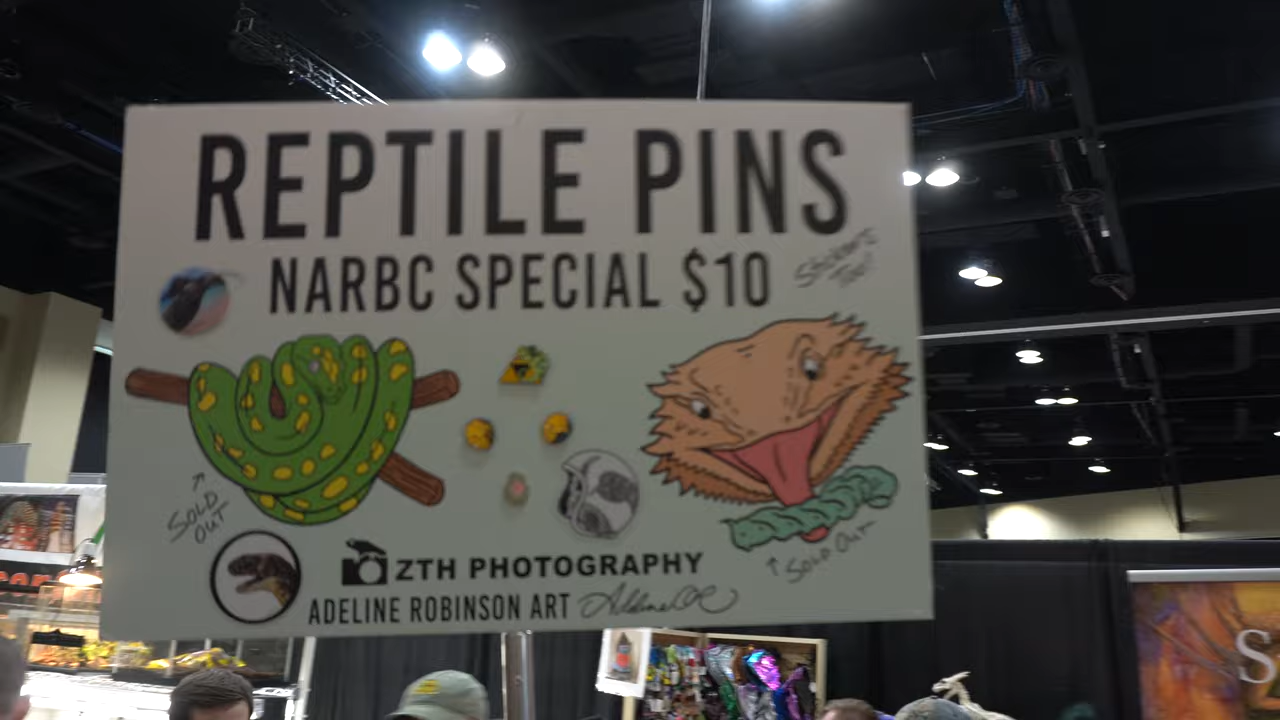 REPTILE PINS
NARBC SPECIAL $10
Stickers
Too!
SOLD
OUT
SOLD OUT
ZTH PHOTOGRAPHY
ADELINE ROBINSON ART
S